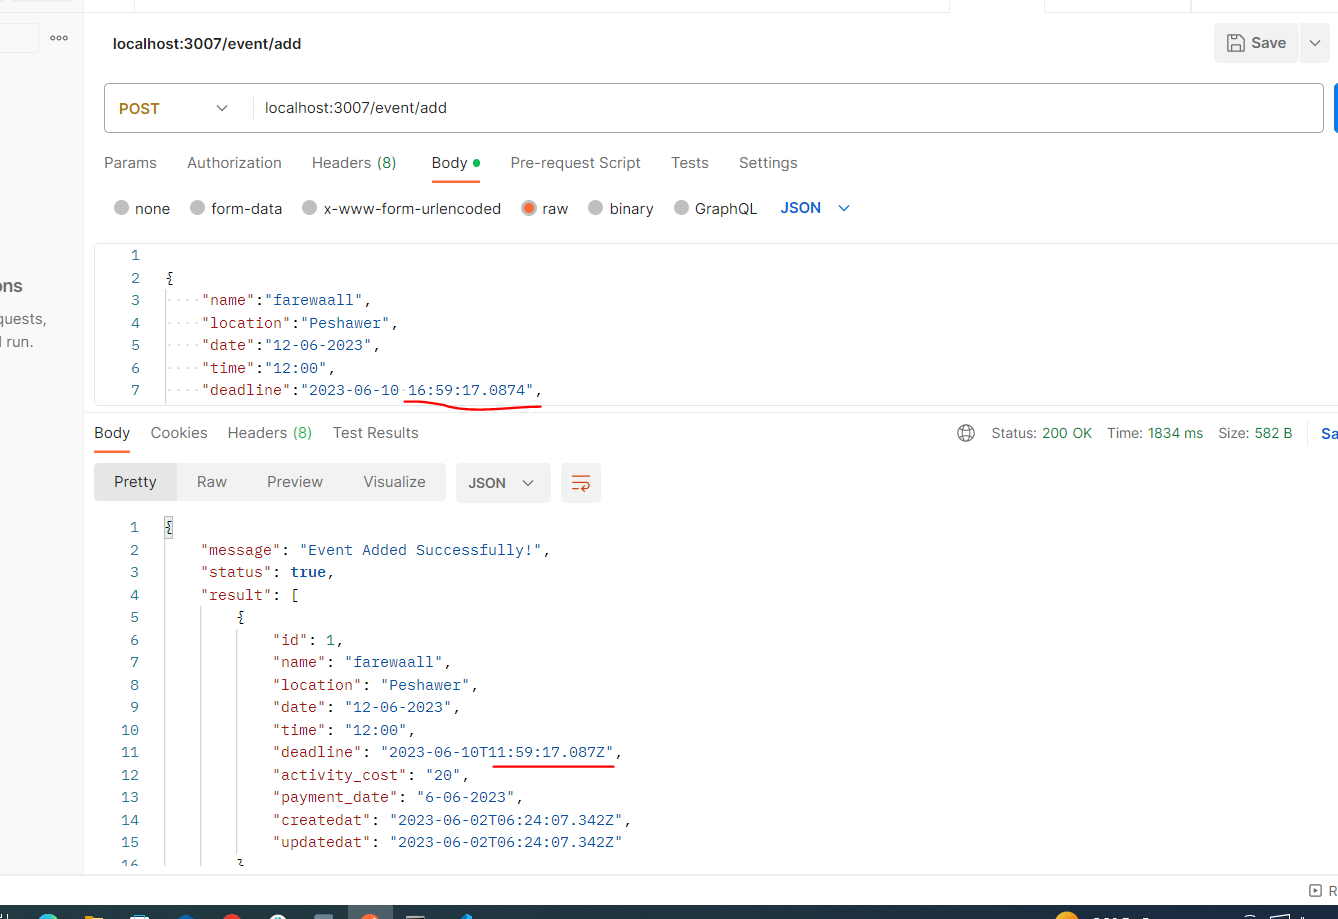 localhost:3007/event/add
Save
POST
localhost:3007/event/add
Params Authorization Headers (8) Body Pre-request Script Tests Settings
none form-data x-www-form-urlencoded raw binary GraphQL JSON
1
2 {
3 "name":"farewaall",
4 "location":"Peshawer",
5 "date":"12-06-2023",
6 "time":"12:00",
7 "deadline":"2023-06-10 16:59:17.0874",
ons
quests,
run.
Body Cookies Headers (8) Test Results
Status: 200 OK Time: 1834 ms Size: 582 B Sa
Pretty Raw Preview Visualize JSON
1 {
2 "message": "Event Added Successfully!",
3 "status": true,
4 "result": [
5 {
6 "id": 1,
7 "name": "farewaall",
8 "location": "Peshawer",
9 "date": "12-06-2023",
10 "time": "12:00",
11 "deadline": "2023-06-10T11:59:17.087Z",
12 "activity_cost": "20",
13 "payment_date": "6-06-2023",
14 "createdat": "2023-06-02T06:24:07.342Z",
15 "updatedat": "2023-06-02T06:24:07.342Z"
16 }
R